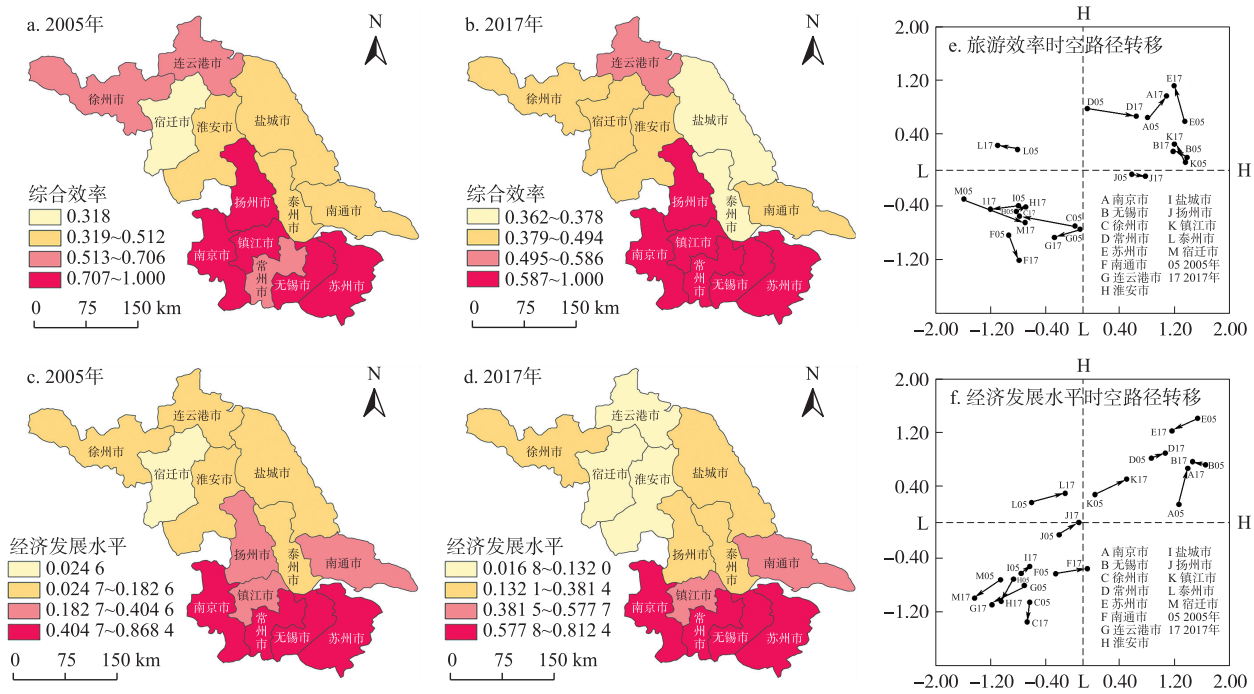 a. 2005年
N
连云港市
徐州市
宿迁市
淮安市
盐城市
扬州市
泰州市
南通市
镇江市
南京市
常州市
无锡市
苏州市
综合效率
0.318
0.319~0.512
0.513~0.706
0.707~1.000
0 75 150 km
b. 2017年
N
连云港市
徐州市
宿迁市
淮安市
盐城市
扬州市
泰州市
南通市
镇江市
南京市
常州市
无锡市
苏州市
综合效率
0.362~0.378
0.379~0.494
0.495~0.586
0.587~1.000
0 75 150 km
H
e. 旅游效率时空路径转移
2.00
1.20
0.40
L
-0.40
-1.20
H
E17
A17
D05
D17
A05
E05
K17
B17
B05
K05
L17
L05
J05
J17
M05
I17
I05
H17
H05
C17
M17
C05
F05
G17
G05
F17
A 南京市 I 盐城市
B 无锡市 J 扬州市
C 徐州市 K 镇江市
D 常州市 L 泰州市
E 苏州市 M 宿迁市
F 南通市 05 2005年
G 连云港市 17 2017年
H 淮安市
-2.00 -1.20 -0.40 L 0.40 1.20 2.00
c. 2005年
N
连云港市
徐州市
宿迁市
淮安市
盐城市
扬州市
泰州市
南通市
镇江市
南京市
常州市
无锡市
苏州市
经济发展水平
0.024 6
0.024 7~0.182 6
0.182 7~0.404 6
0.404 7~0.868 4
0 75 150 km
d. 2017年
N
连云港市
徐州市
宿迁市
淮安市
盐城市
扬州市
泰州市
南通市
镇江市
南京市
常州市
无锡市
苏州市
经济发展水平
0.016 8~0.132 0
0.132 1~0.381 4
0.381 5~0.577 7
0.577 8~0.812 4
0 75 150 km
H
f. 经济发展水平时空路径转移
2.00
1.20
0.40
L
-0.40
-1.20
H
E05
E17
D05
D17
B17
B05
A17
A05
K17
K05
L17
L05
J17
J05
I17
I05
F05
F17
H05
M05
G05
M17
G17
H17
C05
C17
A 南京市 I 盐城市
B 无锡市 J 扬州市
C 徐州市 K 镇江市
D 常州市 L 泰州市
E 苏州市 M 宿迁市
F 南通市 05 2005年
G 连云港市 17 2017年
H 淮安市
-2.00 -1.20 -0.40 L 0.40 1.20 2.00